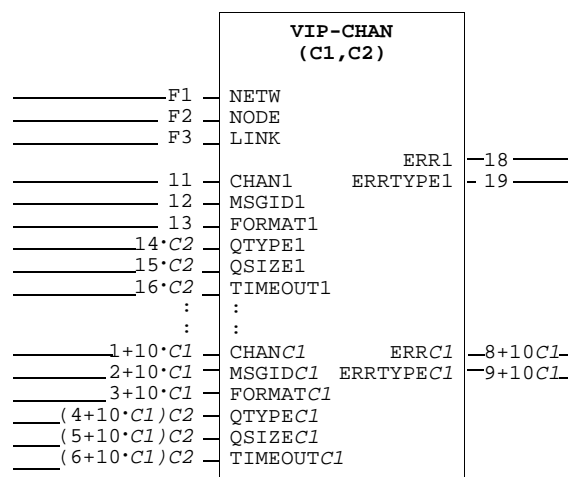 VIP-CHAN
(C1,C2)
F1 NETW
F2 NODE
F3 LINK
ERR1 18
11 CHAN1 ERRTYPE1 19
12 MSGID1
13 FORMAT1
14·C2 QTYPE1
15·C2 QSIZE1
16·C2 TIMEOUT1
: :
: :
1+10·C1 CHANC1 ERRC1 8+10C1
2+10·C1 MSGIDC1 ERRTYPEC1 9+10C1
3+10·C1 FORMATC1
(4+10·C1)C2 QTYPEC1
(5+10·C1)C2 QSIZEC1
(6+10·C1)C2 TIMEOUTC1